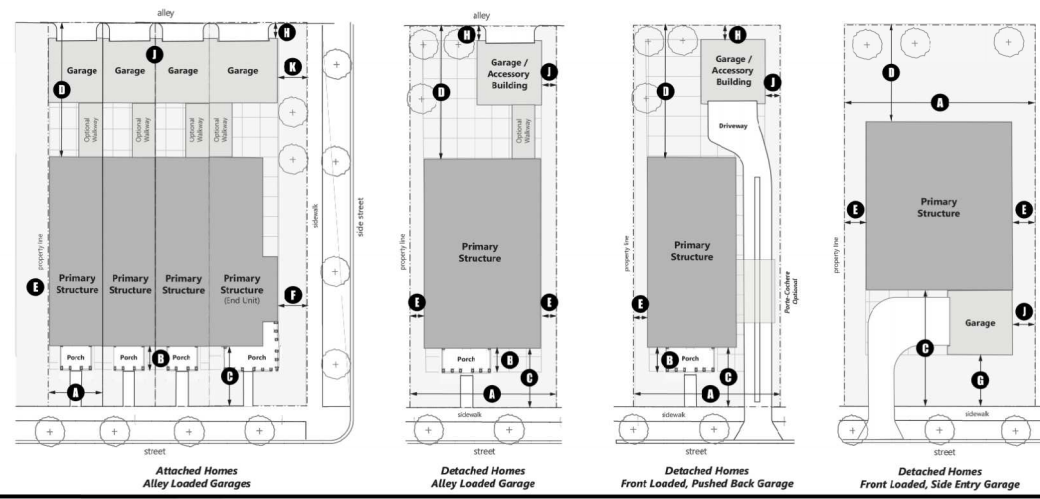 alley
H
J
Garage
Garage
Garage
Garage
K
D
Optional Walkway
Optional Walkway
Optional Walkway
Optional Walkway
property line
sidewalk
side street
E
Primary Structure
Primary Structure
Primary Structure
Primary Structure
(End Unit)
F
Porch
Porch
Porch
Porch
B
C
A
street
Attached Homes
Alley Loaded Garages
alley
H
Garage /
Accessory
Building
J
D
Optional Walkway
property line
Primary
Structure
E
E
Porch
B
C
A
sidewalk
street
Detached Homes
Alley Loaded Garage
H
Garage /
Accessory
Building
J
D
Driveway
property line
Primary
Structure
Porte-Cochere
Optional
E
B
Porch
C
A
street
Detached Homes
Front Loaded, Pushed Back Garage
D
A
Primary
Structure
E
E
property line
Garage
J
C
G
sidewalk
street
Detached Homes
Front Loaded, Side Entry Garage